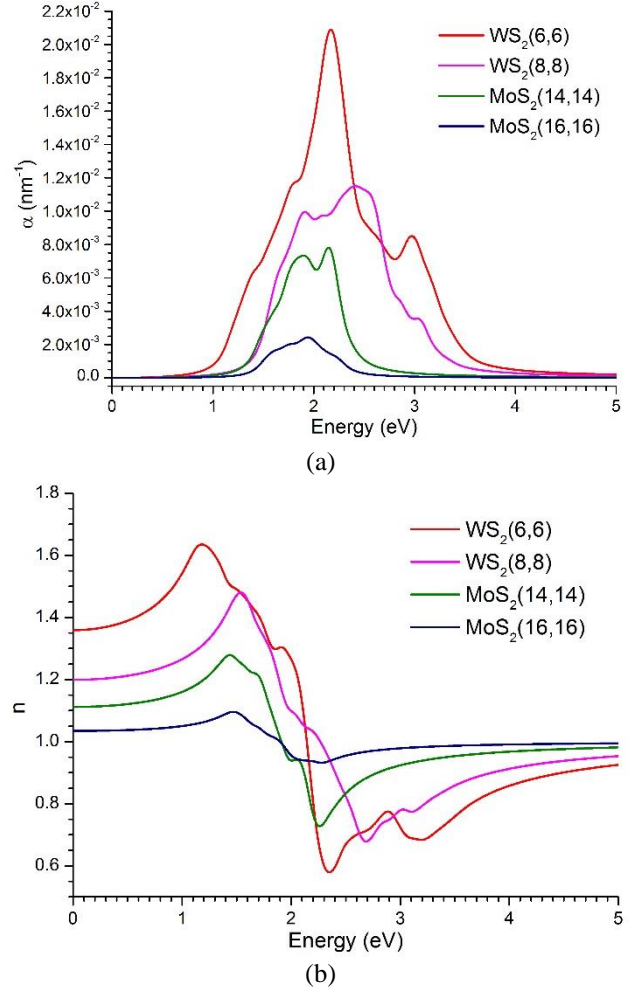 2.2x10⁻²
2.0x10⁻²
1.8x10⁻²
1.6x10⁻²
1.4x10⁻²
1.2x10⁻²
1.0x10⁻²
8.0x10⁻³
6.0x10⁻³
4.0x10⁻³
2.0x10⁻³
0.0
α (nm⁻¹)
WS₂(6,6)
WS₂(8,8)
MoS₂(14,14)
MoS₂(16,16)
0 1 2 3 4 5
Energy (eV)
(a)
1.8
1.6
1.4
1.2
1.0
0.8
0.6
n
WS₂(6,6)
WS₂(8,8)
MoS₂(14,14)
MoS₂(16,16)
0 1 2 3 4 5
Energy (eV)
(b)